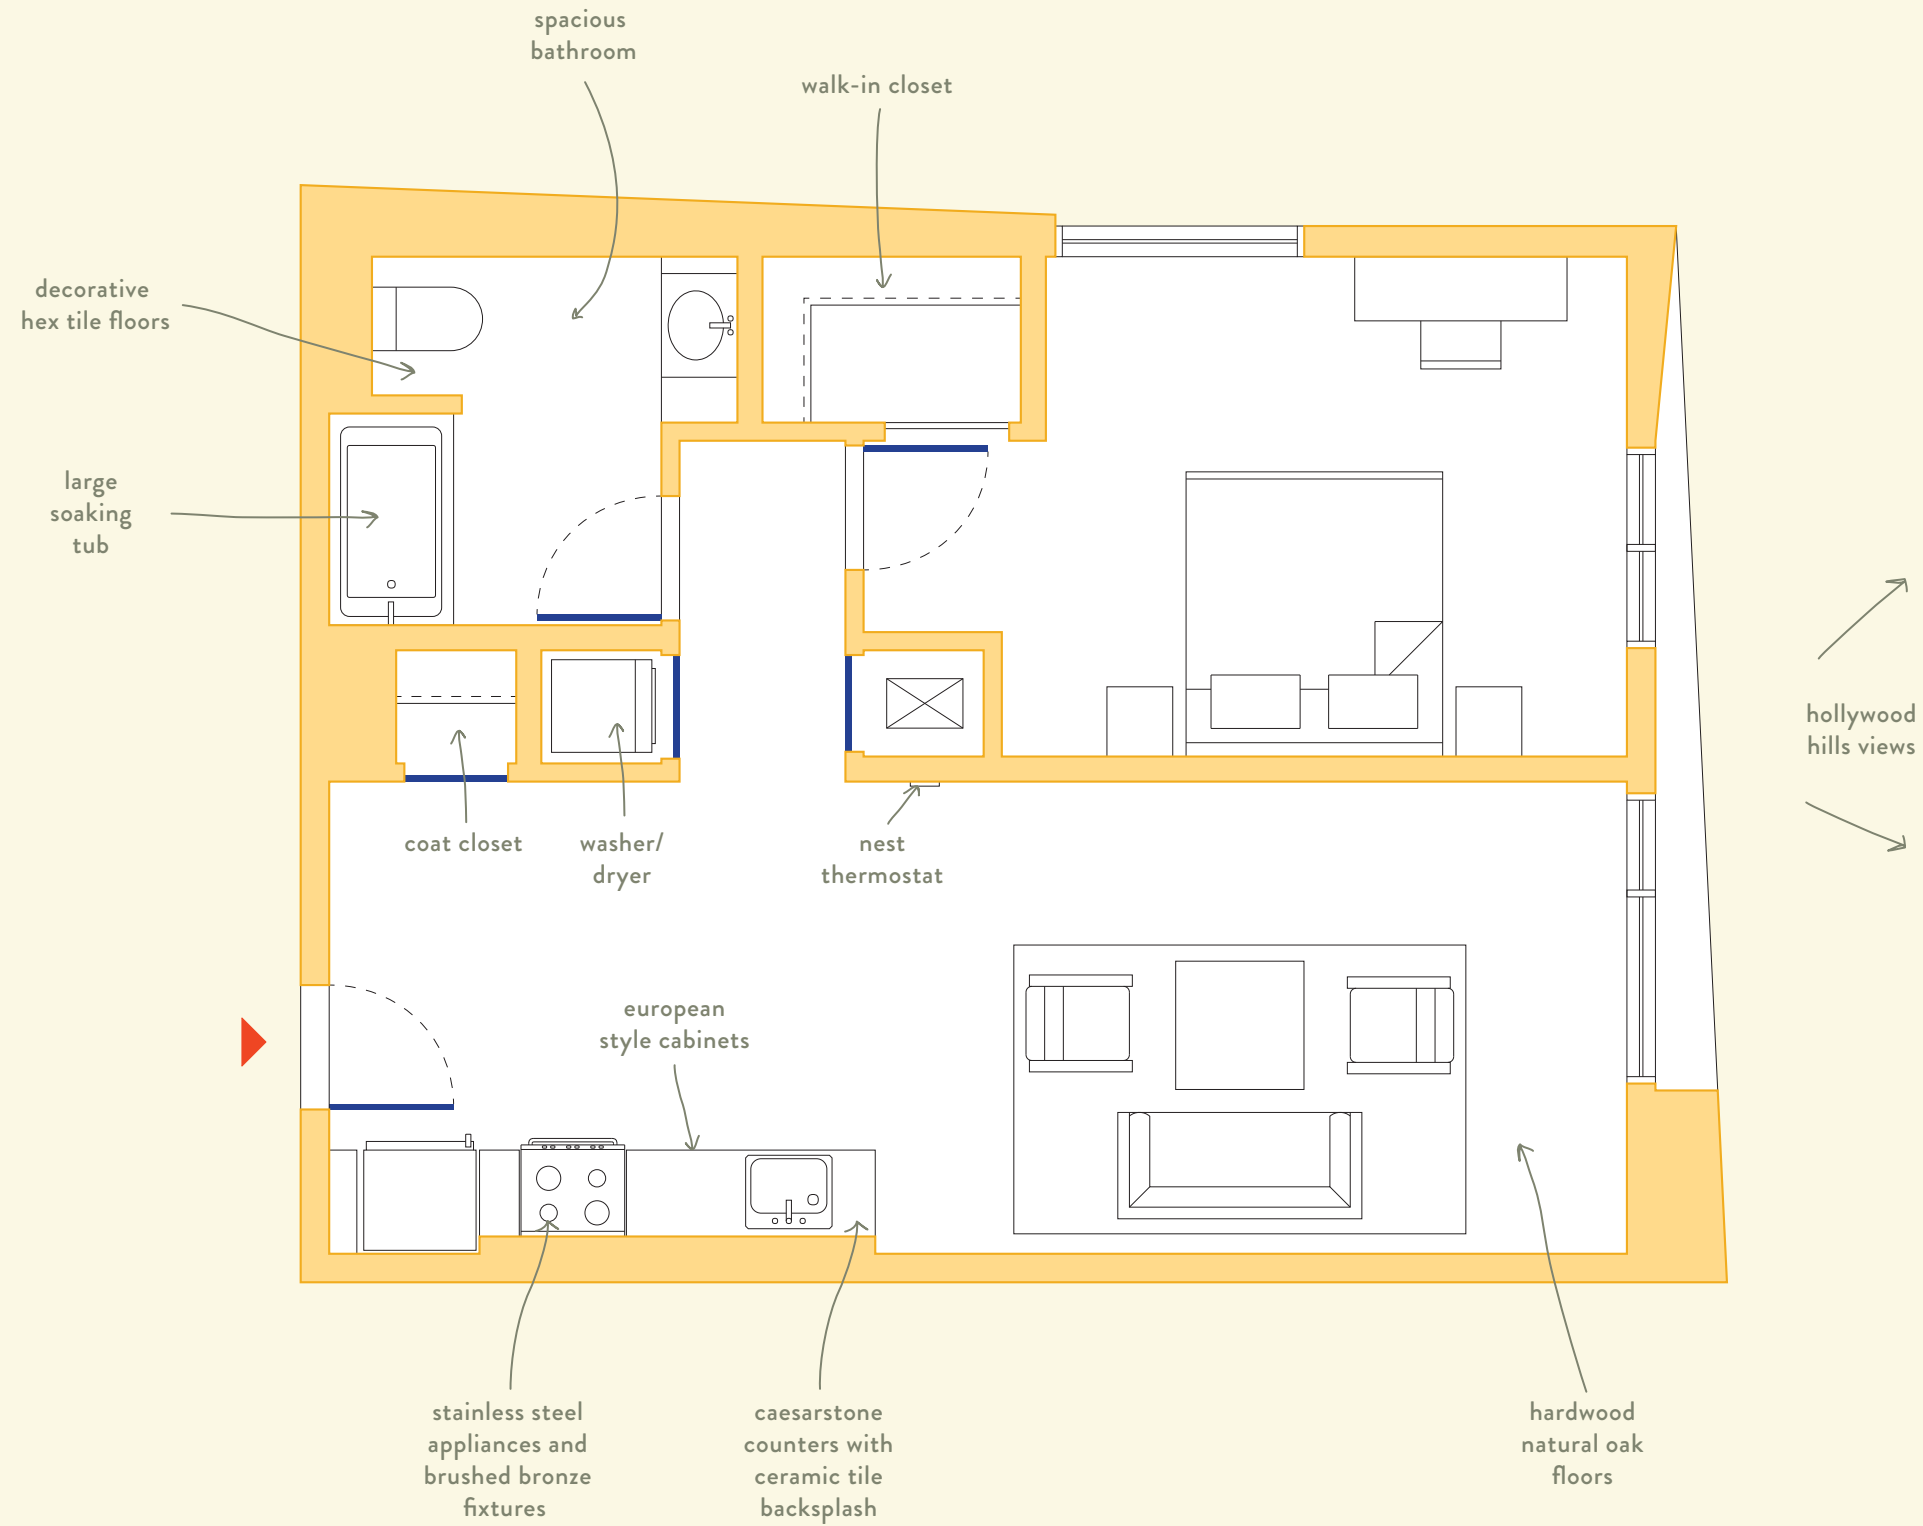 spacious
bathroom
walk-in closet
decorative
hex tile floors
large
soaking
tub
hollywood
hills views
coat closet
washer/
dryer
nest
thermostat
european
style cabinets
stainless steel
appliances and
brushed bronze
fixtures
caesarstone
counters with
ceramic tile
backsplash
hardwood
natural oak
floors